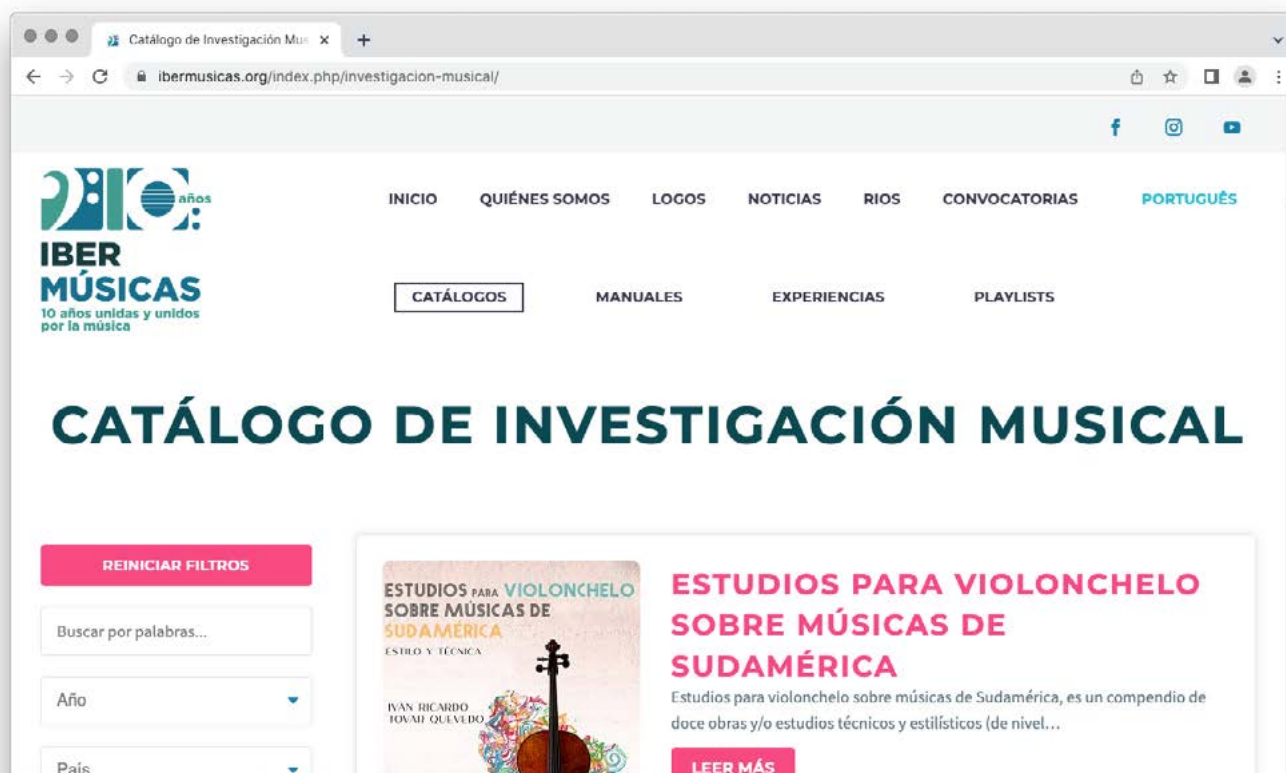 Catálogo de Investigación Mus
ibermusicas.org/index.php/investigacion-musical/
años
IBER
MÚSICAS
10 años unidas y unidos
por la música
INICIO QUIÉNES SOMOS LOGOS NOTICIAS RIOS CONVOCATORIAS PORTUGUÊS
CATÁLOGOS MANUALES EXPERIENCIAS PLAYLISTS
CATÁLOGO DE INVESTIGACIÓN MUSICAL
REINICIAR FILTROS
Buscar por palabras...
Año
País
ESTUDIOS PARA VIOLONCHELO
SOBRE MÚSICAS DE
SUDAMÉRICA
ESTILO Y TÉCNICA
IVÁN RICARDO
TOVAR QUEVEDO
ESTUDIOS PARA VIOLONCHELO
SOBRE MÚSICAS DE
SUDAMÉRICA
Estudios para violonchelo sobre músicas de Sudamérica, es un compendio de
doce obras y/o estudios técnicos y estilísticos (de nivel...
LEER MÁS